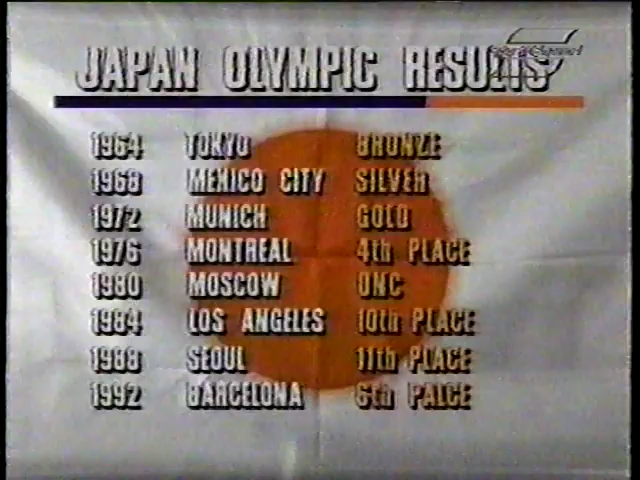 JAPAN OLYMPIC RESULTS
1964 TOKYO BRONZE
1968 MEXICO CITY SILVER
1972 MUNICH GOLD
1976 MONTREAL 4th PLACE
1980 MOSCOW DNC
1984 LOS ANGELES 10th PLACE
1988 SEOUL 11th PLACE
1992 BARCELONA 6th PALCE